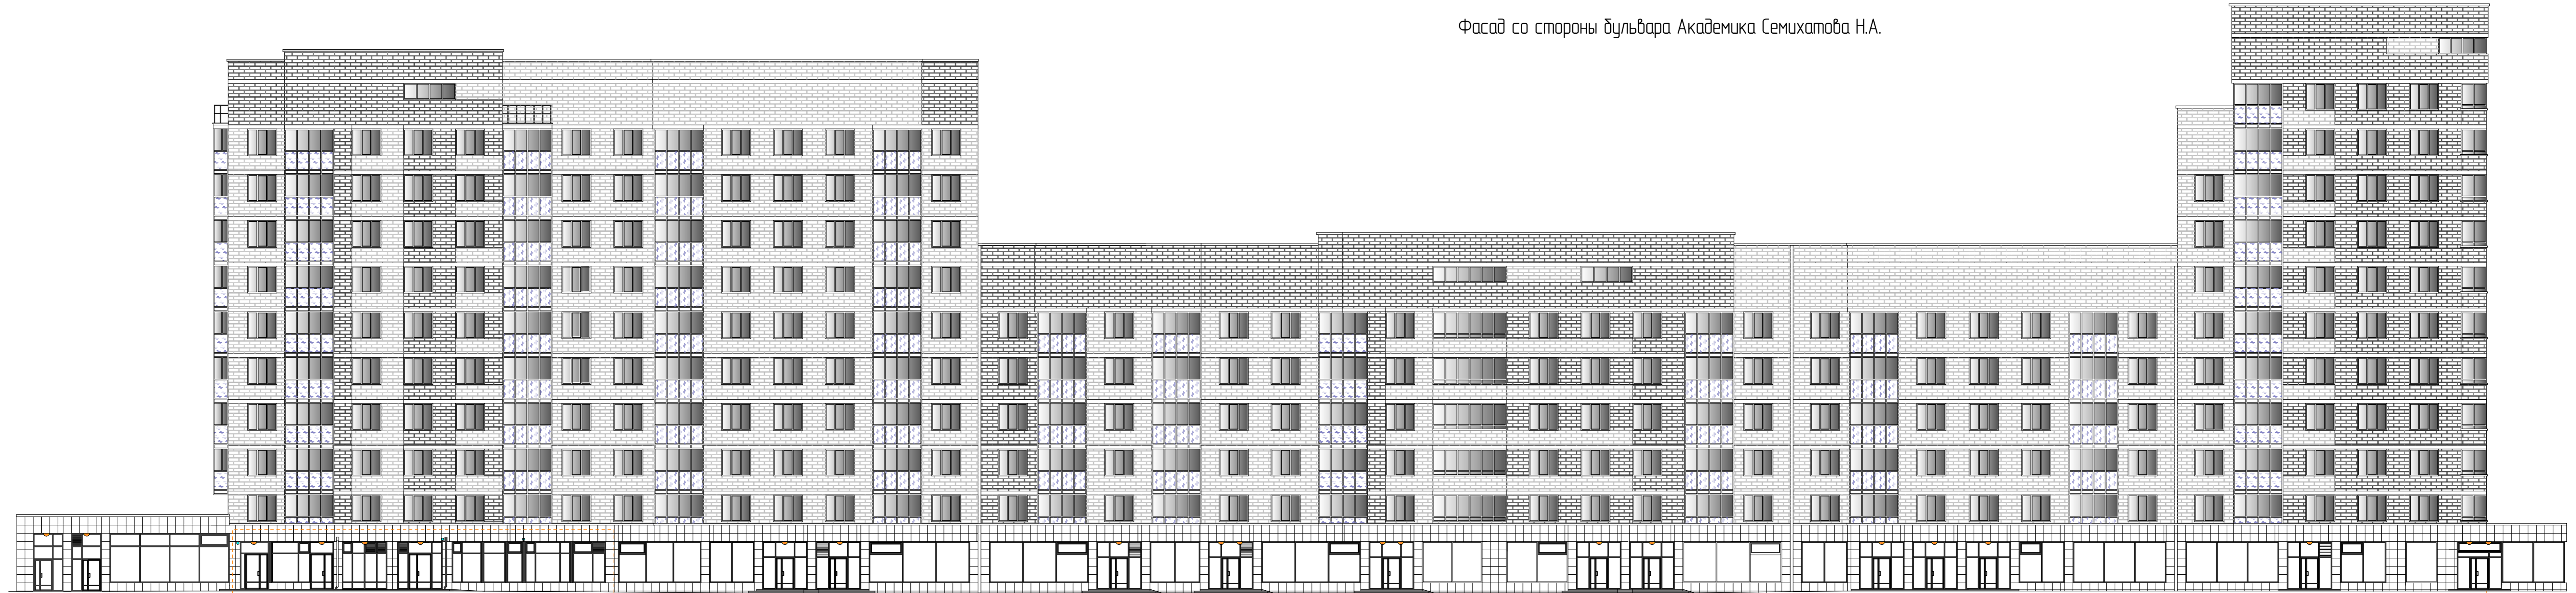 Фасад со стороны бульвара Академика Семихатова Н.А.